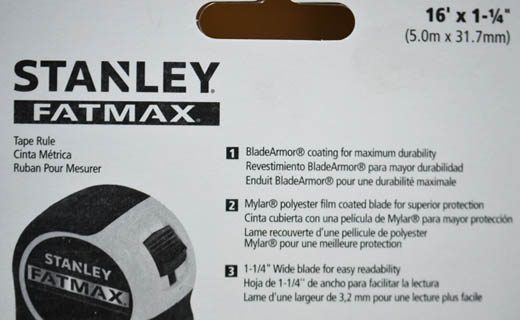 16' x 1-¼"
(5.0m x 31.7mm)
STANLEY®
FATMAX®
Tape Rule
Cinta Métrica
Ruban Pour Mesurer
1 BladeArmor® coating for maximum durability
Revestimiento BladeArmor® para mayor durabilidad
Enduit BladeArmor® pour une durabilité maximale
2 Mylar® polyester film coated blade for superior protection
Cinta cubierta con una película de Mylar® para mayor protección
Lame recouverte d'une pellicule de polyester
Mylar® pour une meilleure protection
3 1-1/4" Wide blade for easy readability
Hoja de 1-1/4'' de ancho para facilitar la lectura
Lame d'une largeur de 3,2 mm pour une lecture plus facile
STANLEY
FATMAX